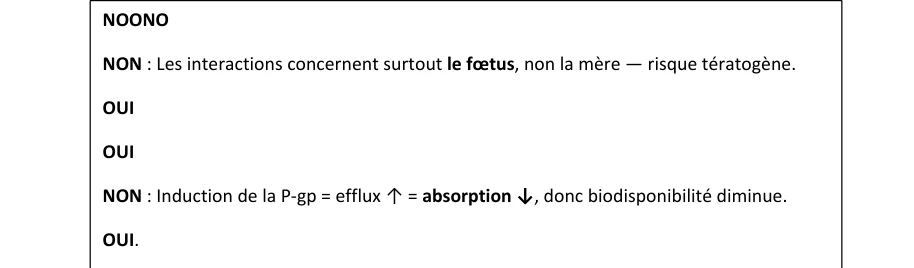 NOONO
NON : Les interactions concernent surtout le fœtus, non la mère — risque tératogène.
OUI
OUI
NON : Induction de la P-gp = efflux ↑ = absorption ↓, donc biodisponibilité diminue.
OUI.